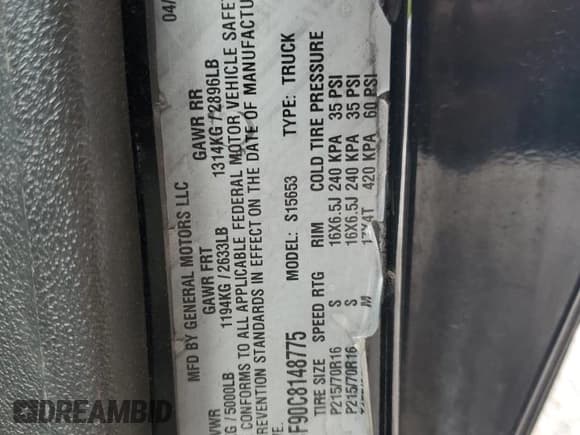 04/
MFD BY GENERAL MOTORS LLC
GVWR GAWR FRT GAWR RR
KG / 5000LB 1194KG / 2633LB 1314KG / 2896LB
CONFORMS TO ALL APPLICABLE FEDERAL MOTOR VEHICLE SAFE
STANDARDS IN EFFECT ON THE DATE OF MANUFACTU
VE.
F90C8148775 MODEL: S15653 TYPE: TRUCK
TIRE SIZE SPEED RTG RIM COLD TIRE PRESSURE
P215/70R16 S 16X6.5J 240 KPA 35 PSI
P215/70R16 S 16X6.5J 240 KPA 35 PSI
M 17X4T 420 KPA 60 PSI
DREAMBID